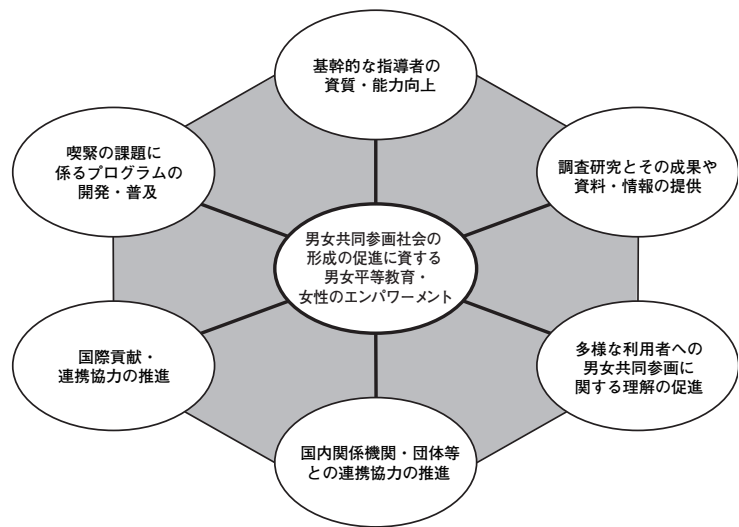 基幹的な指導者の
資質・能力向上
喫緊の課題に
係るプログラムの
開発・普及
調査研究とその成果や
資料・情報の提供
男女共同参画社会の
形成の促進に資する
男女平等教育・
女性のエンパワーメント
国際貢献・
連携協力の推進
多様な利用者への
男女共同参画に
関する理解の促進
国内関係機関・団体等
との連携協力の推進